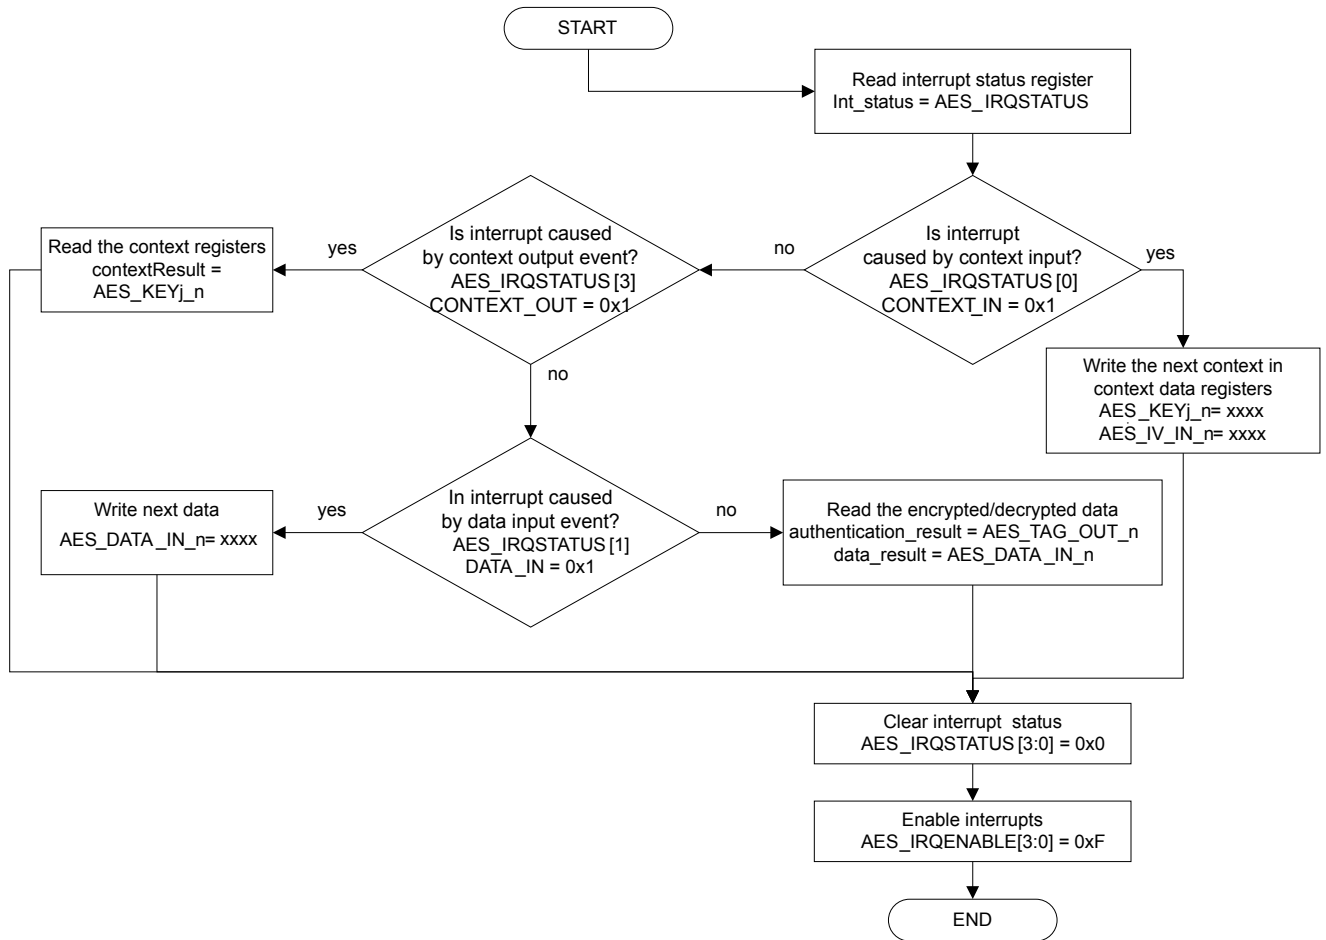 START
Read interrupt status register
Int_status = AES_IRQSTATUS
Is interrupt
caused by context input?
AES_IRQSTATUS [0]
CONTEXT_IN = 0x1
no
yes
Is interrupt caused
by context output event?
AES_IRQSTATUS [3]
CONTEXT_OUT = 0x1
yes
no
Read the context registers
contextResult =
AES_KEYj_n
Write the next context in
context data registers
AES_KEYj_n= xxxx
AES_IV_IN_n= xxxx
In interrupt caused
by data input event?
AES_IRQSTATUS [1]
DATA_IN = 0x1
yes
no
Write next data
AES_DATA_IN_n= xxxx
Read the encrypted/decrypted data
authentication_result = AES_TAG_OUT_n
data_result = AES_DATA_IN_n
Clear interrupt status
AES_IRQSTATUS [3:0] = 0x0
Enable interrupts
AES_IRQENABLE[3:0] = 0xF
END